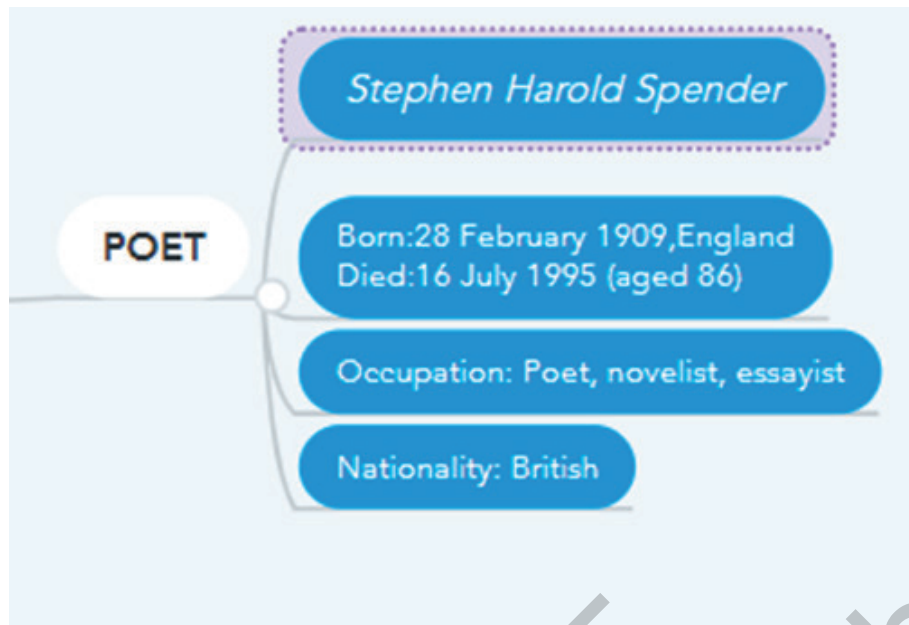 Stephen Harold Spender
POET
Born:28 February 1909,England
Died:16 July 1995 (aged 86)
Occupation: Poet, novelist, essayist
Nationality: British